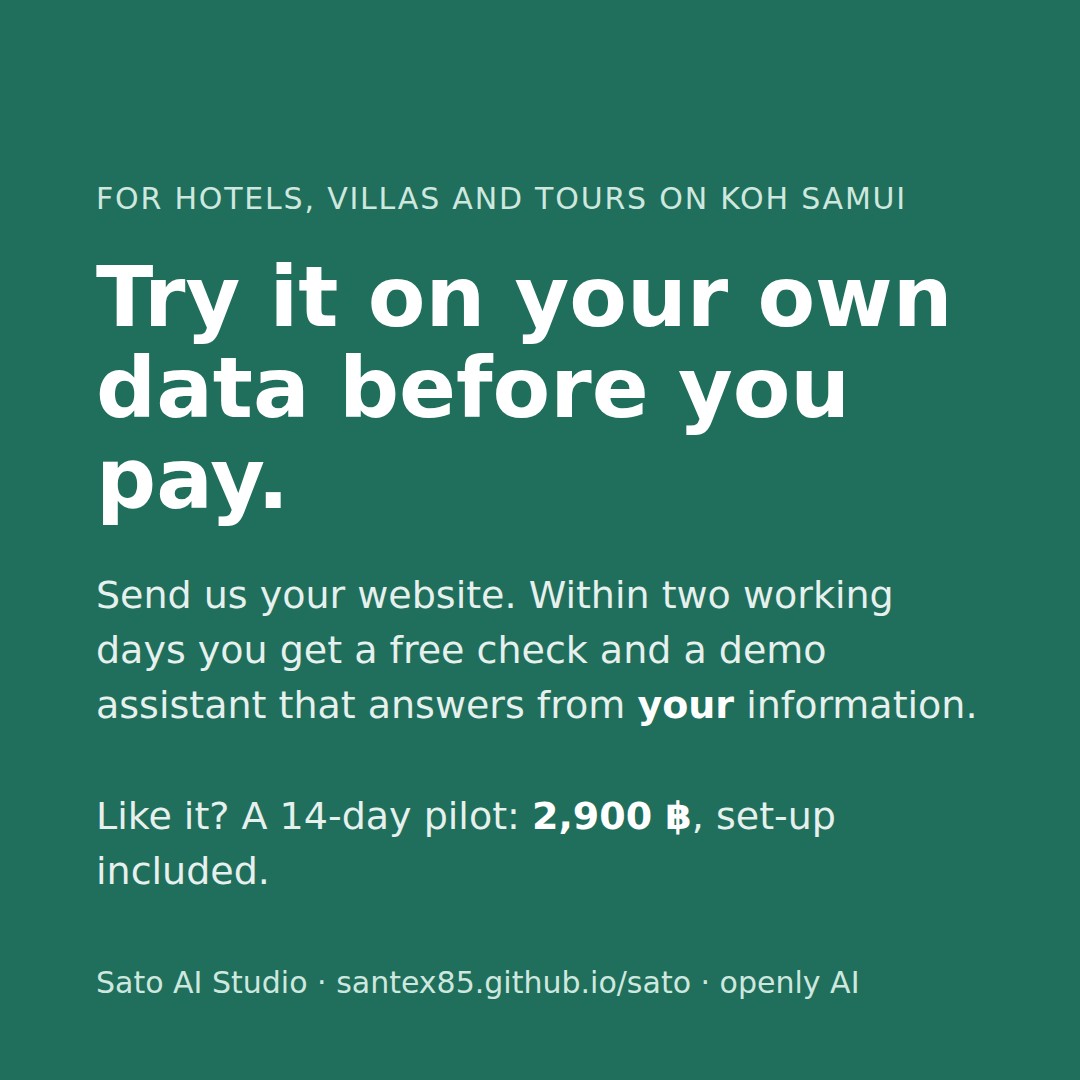 FOR HOTELS, VILLAS AND TOURS ON KOH SAMUI
Try it on your own
data before you
pay.
Send us your website. Within two working
days you get a free check and a demo
assistant that answers from your information.
Like it? A 14-day pilot: 2,900 ฿, set-up
included.
Sato AI Studio · santex85.github.io/sato · openly AI